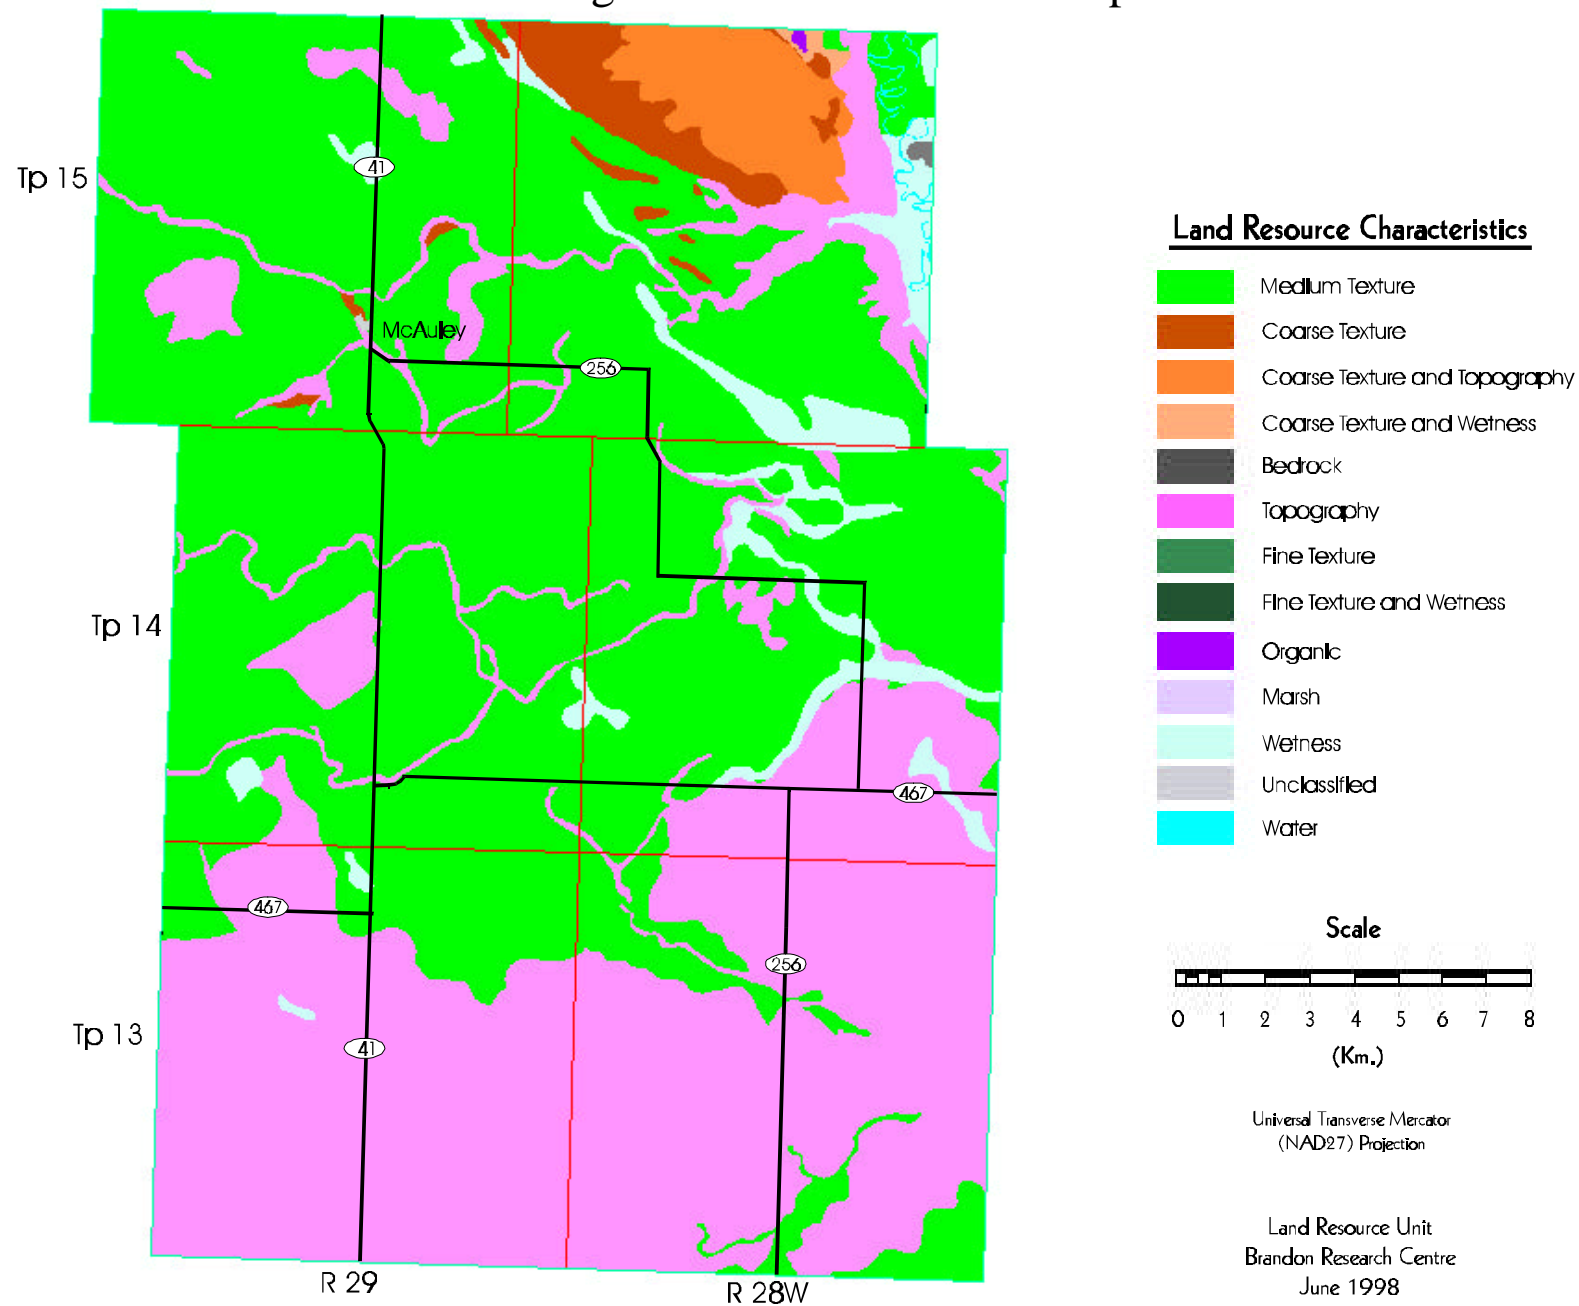 Tp 15
41
McAuley
256
Tp 14
467
467
256
Tp 13
41
R 29
R 28W
Land Resource Characteristics
Medium Texture
Coarse Texture
Coarse Texture and Topography
Coarse Texture and Wetness
Bedrock
Topography
Fine Texture
Fine Texture and Wetness
Organic
Marsh
Wetness
Unclassified
Water
Scale
0 1 2 3 4 5 6 7 8
(Km.)
Universal Transverse Mercator
(NAD27) Projection
Land Resource Unit
Brandon Research Centre
June 1998